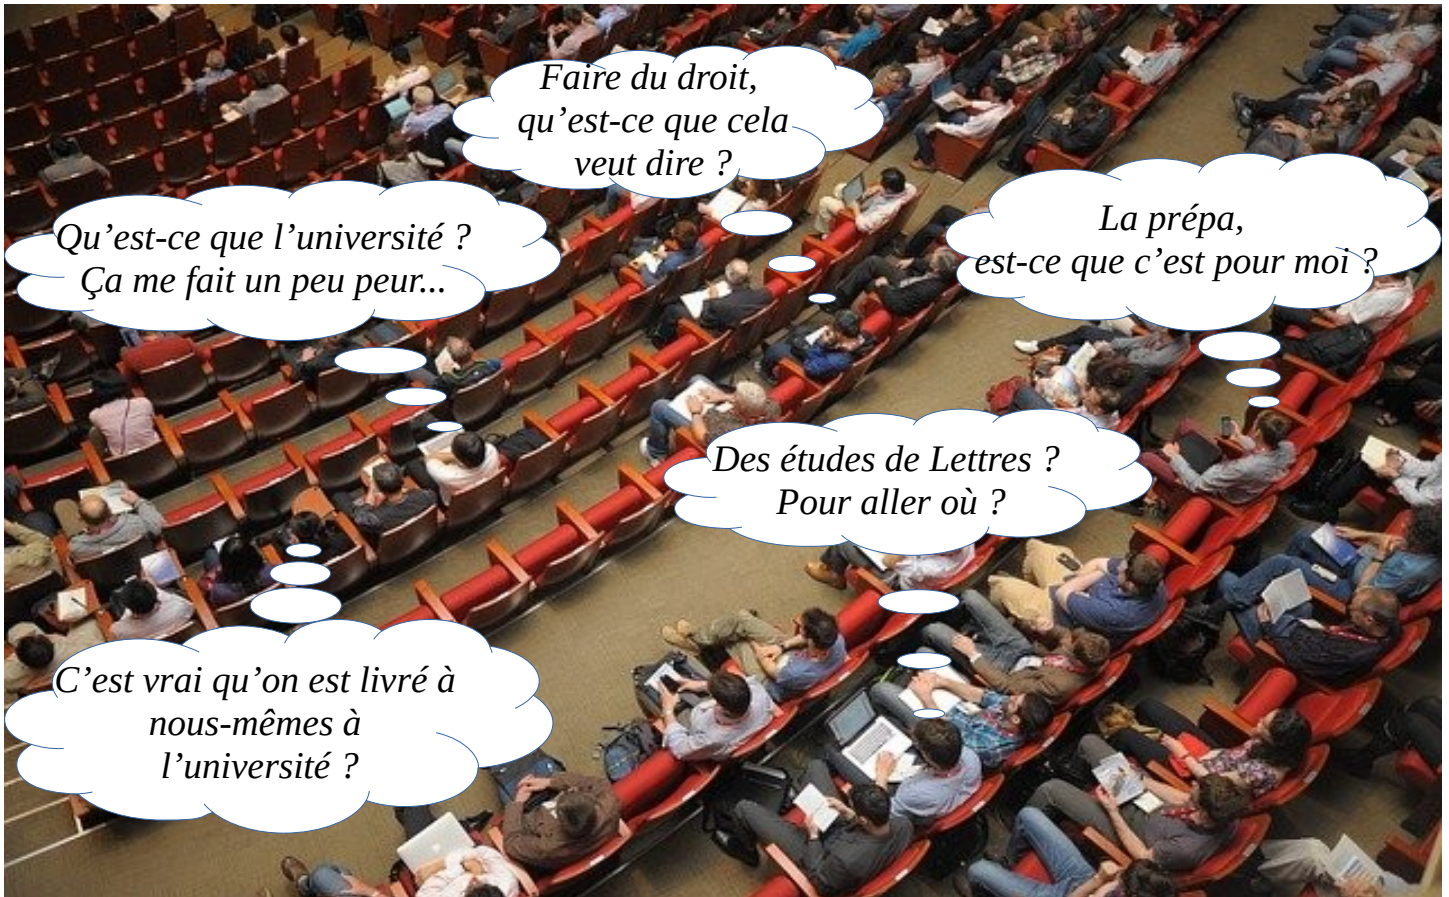 Faire du droit,
qu’est-ce que cela
veut dire ?
Qu’est-ce que l’université ?
Ça me fait un peu peur...
La prépa,
est-ce que c’est pour moi ?
Des études de Lettres ?
Pour aller où ?
C’est vrai qu’on est livré à
nous-mêmes à
l’université ?